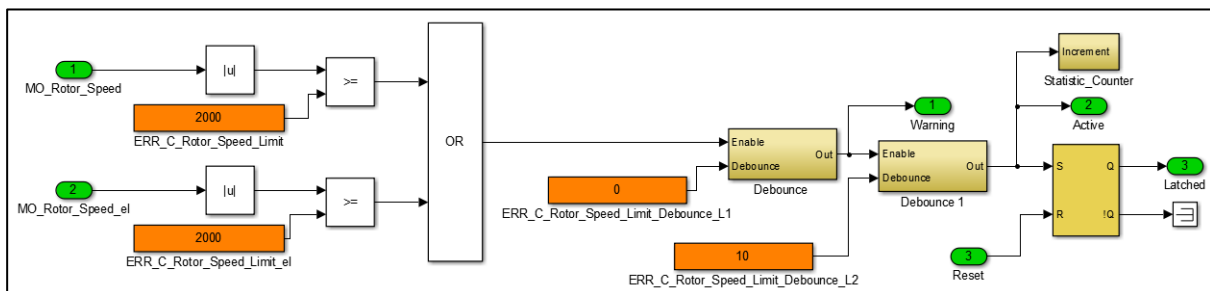 1
MO_Rotor_Speed
|u|
2000
ERR_C_Rotor_Speed_Limit
>=
2
MO_Rotor_Speed_el
|u|
2000
ERR_C_Rotor_Speed_Limit_el
>=
OR
0
ERR_C_Rotor_Speed_Limit_Debounce_L1
Enable
Debounce
Out
Debounce
10
ERR_C_Rotor_Speed_Limit_Debounce_L2
1
Warning
Enable
Debounce
Out
Debounce 1
Increment
Statistic_Counter
2
Active
S
Q
R
!Q
3
Latched
3
Reset